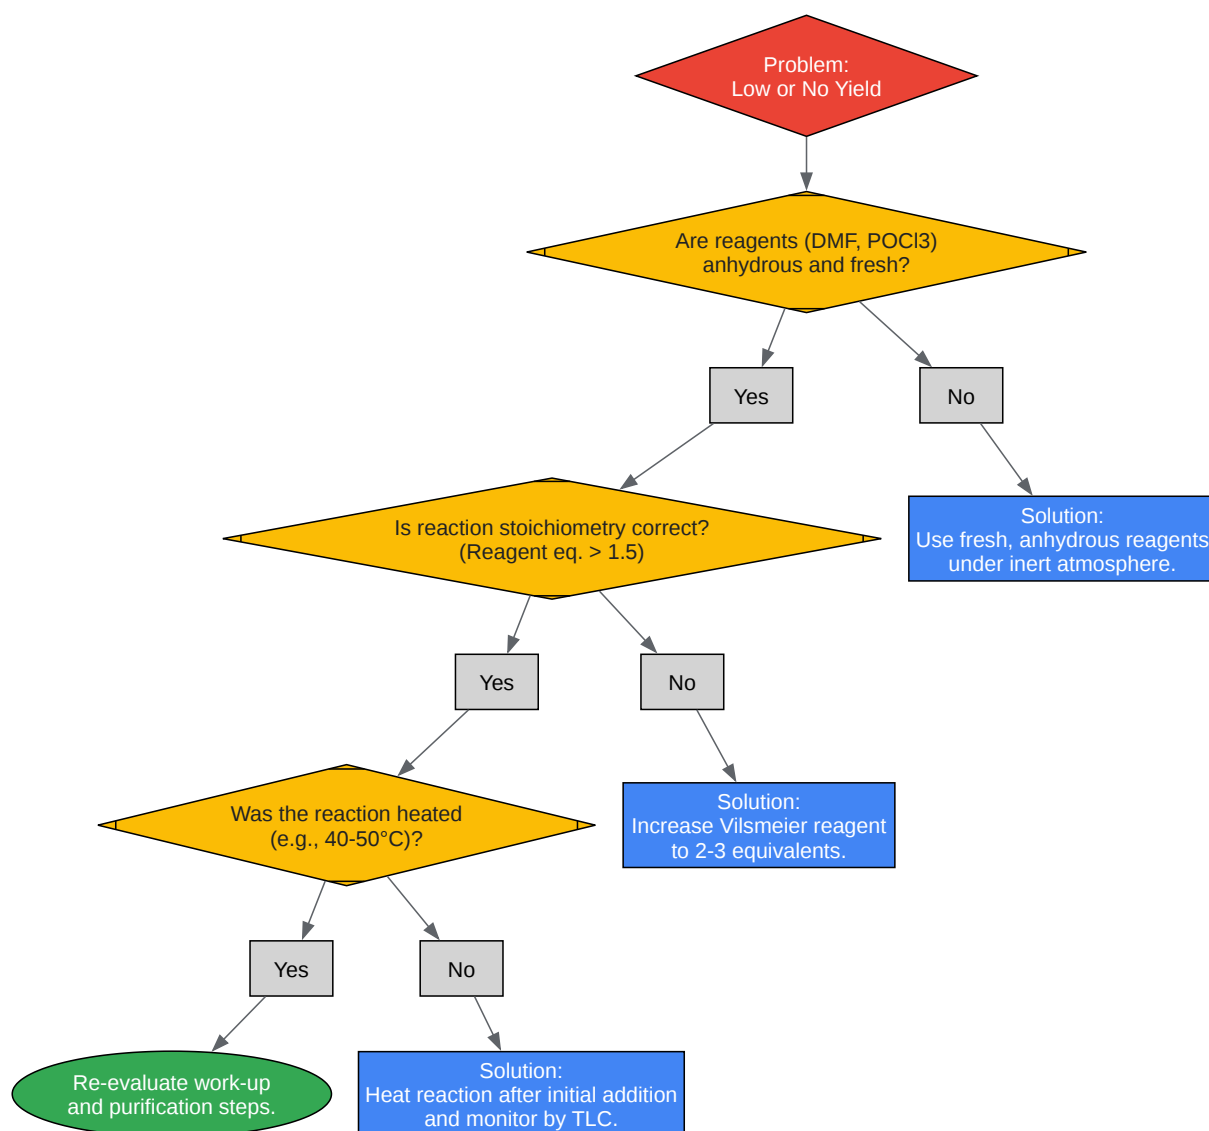 Problem:
Low or No Yield
Are reagents (DMF, POCl3)
anhydrous and fresh?
Yes
No
Is reaction stoichiometry correct?
(Reagent eq. > 1.5)
Solution:
Use fresh, anhydrous reagents
under inert atmosphere.
Yes
No
Was the reaction heated
(e.g., 40-50°C)?
Solution:
Increase Vilsmeier reagent
to 2-3 equivalents.
Yes
No
Re-evaluate work-up
and purification steps.
Solution:
Heat reaction after initial addition
and monitor by TLC.